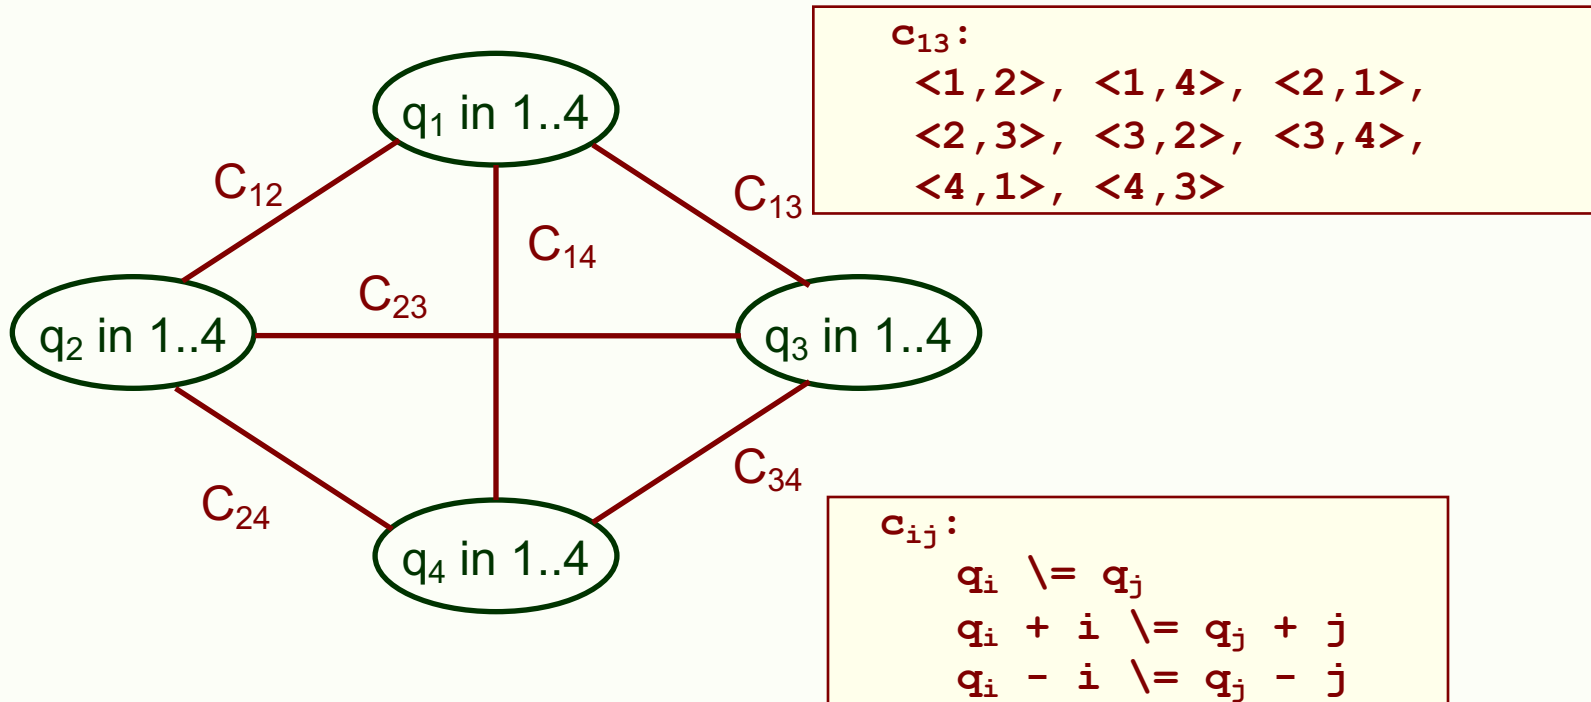 q₁ in 1..4
C₁₂
C₁₃
C₁₄
C₂₃
q₂ in 1..4
q₃ in 1..4
C₂₄
C₃₄
q₄ in 1..4
c₁₃:
<1,2>, <1,4>, <2,1>,
<2,3>, <3,2>, <3,4>,
<4,1>, <4,3>
cᵢⱼ:
qᵢ \= qⱼ
qᵢ + i \= qⱼ + j
qᵢ - i \= qⱼ - j